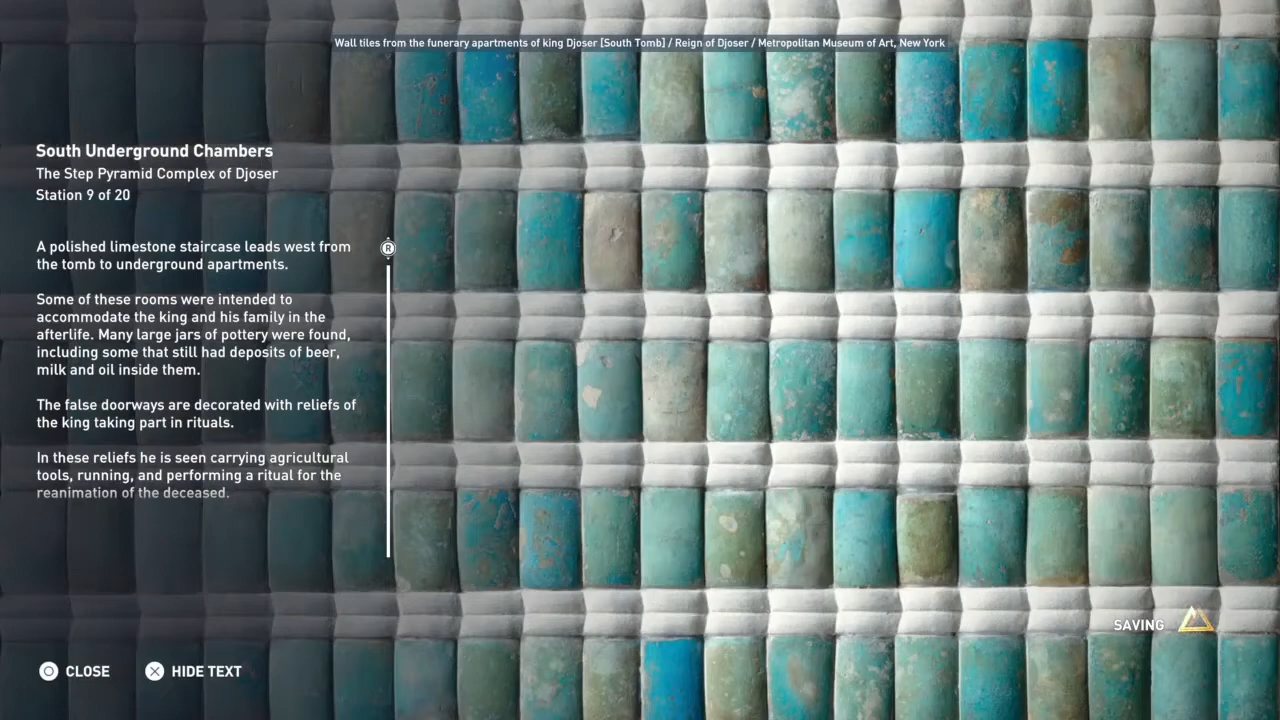 Wall tiles from the funerary apartments of king Djoser [South Tomb] / Reign of Djoser / Metropolitan Museum of Art, New York
South Underground Chambers
The Step Pyramid Complex of Djoser
Station 9 of 20
A polished limestone staircase leads west from
the tomb to underground apartments.
Some of these rooms were intended to
accommodate the king and his family in the
afterlife. Many large jars of pottery were found,
including some that still had deposits of beer,
milk and oil inside them.
The false doorways are decorated with reliefs of
the king taking part in rituals.
In these reliefs he is seen carrying agricultural
tools, running, and performing a ritual for the
reanimation of the deceased.
R
SAVING
CLOSE
HIDE TEXT